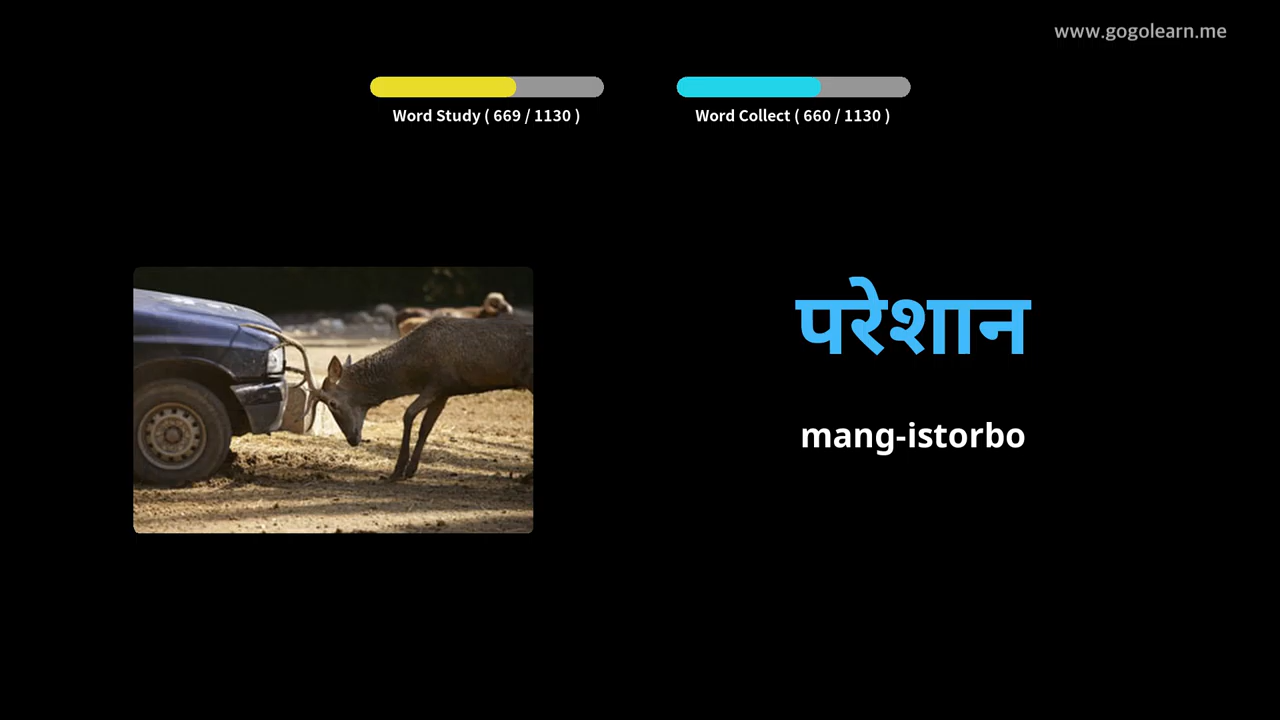 www.gogolearn.me
Word Study ( 669 / 1130 )
Word Collect ( 660 / 1130 )
परेशान
mang-istorbo